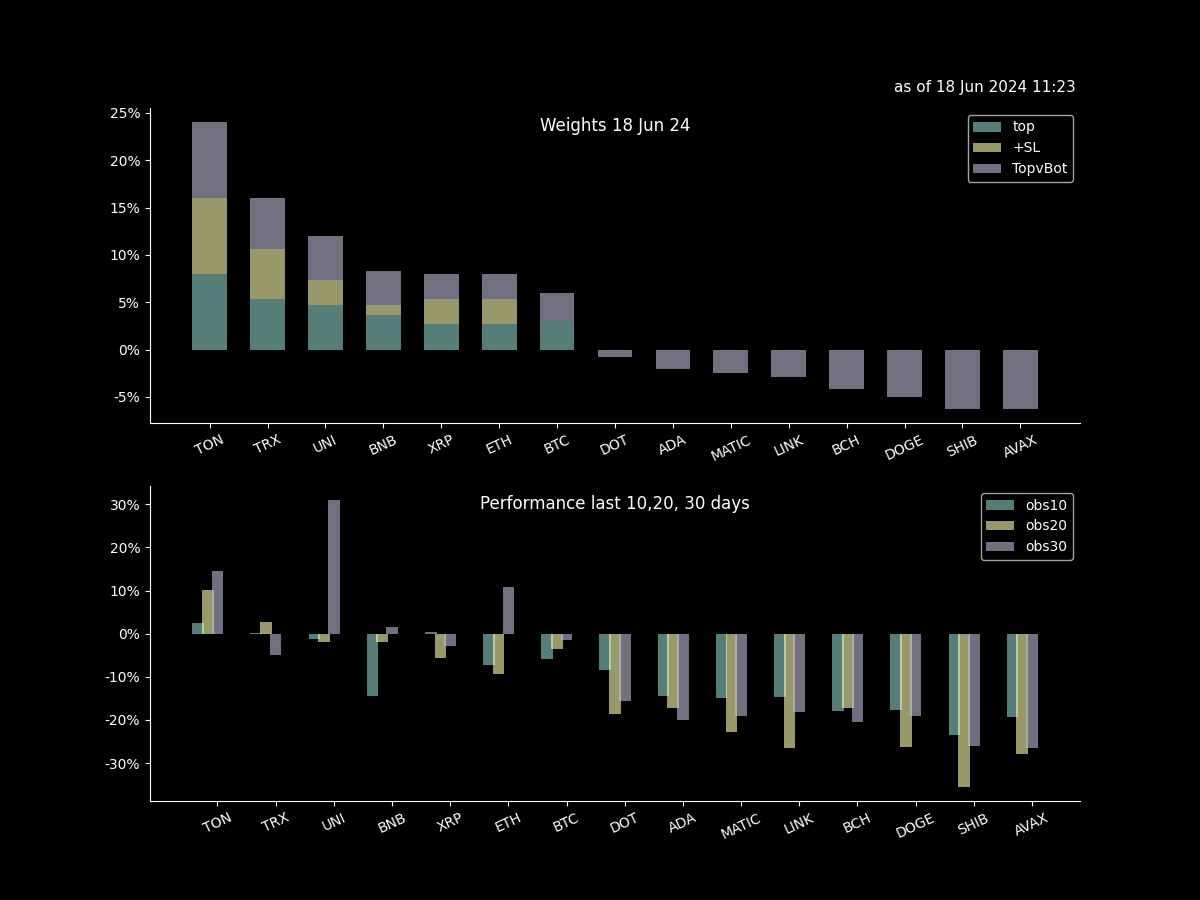 as of 18 Jun 2024 11:23
Weights 18 Jun 24
top
+SL
TopvBot
25%
20%
15%
10%
5%
0%
-5%
TON TRX UNI BNB XRP ETH BTC DOT ADA MATIC LINK BCH DOGE SHIB AVAX
Performance last 10,20, 30 days
obs10
obs20
obs30
30%
20%
10%
0%
-10%
-20%
-30%
TON TRX UNI BNB XRP ETH BTC DOT ADA MATIC LINK BCH DOGE SHIB AVAX